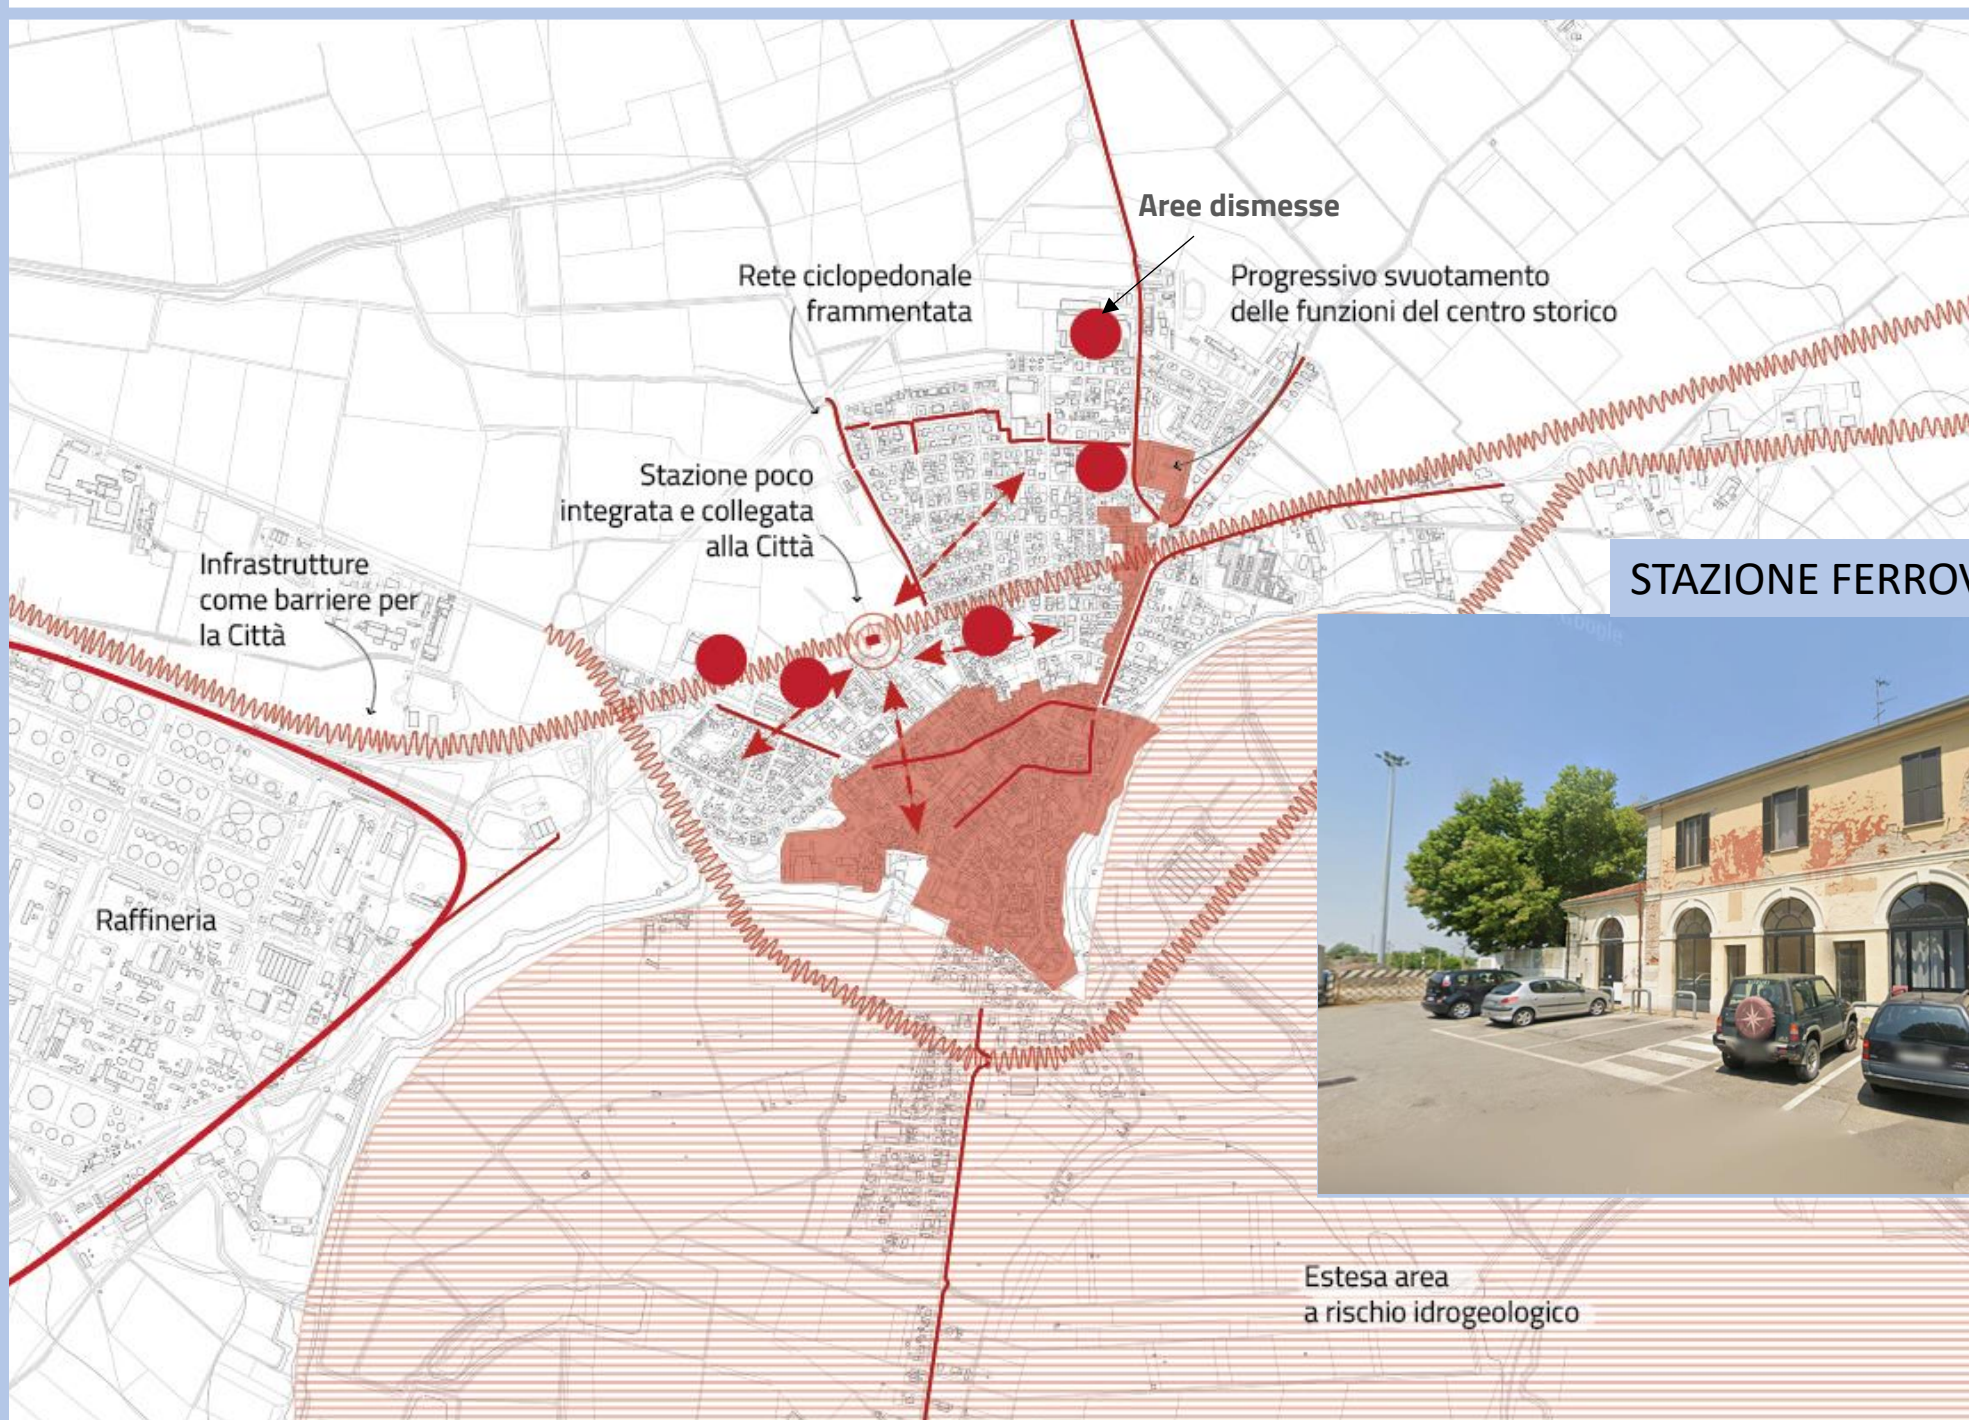 Aree dismesse
Rete ciclopedonale
frammentata
Progressivo svuotamento
delle funzioni del centro storico
Stazione poco
integrata e collegata
alla Città
Infrastrutture
come barriere per
la Città
STAZIONE FERROV
Google
Raffineria
Estesa area
a rischio idrogeologico